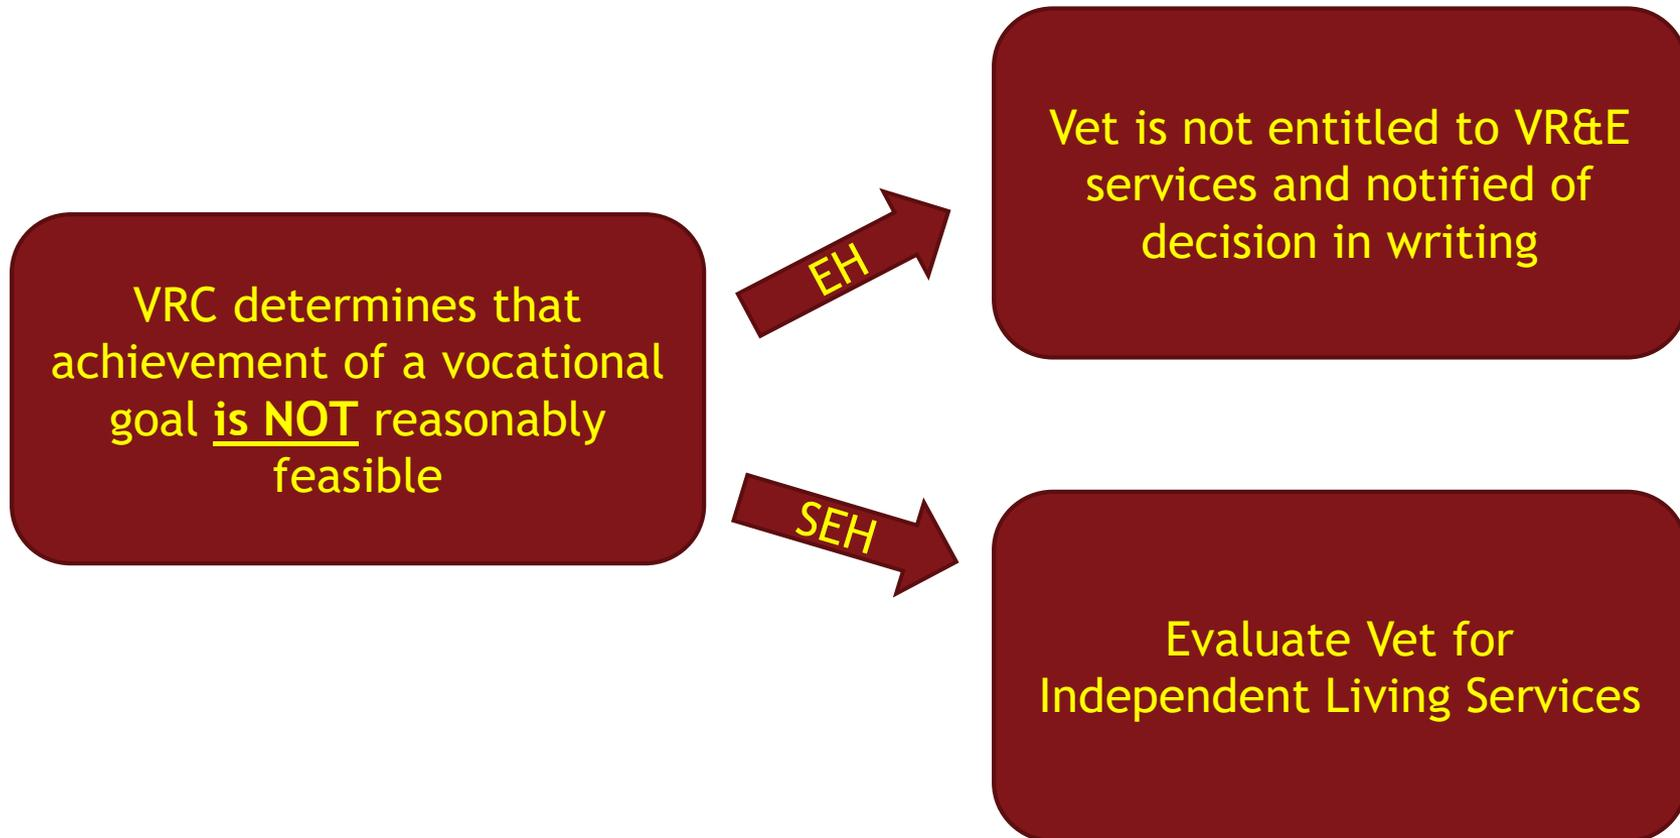 VRC determines that
achievement of a vocational
goal is NOT reasonably
feasible
EH
Vet is not entitled to VR&E
services and notified of
decision in writing
SEH
Evaluate Vet for
Independent Living Services